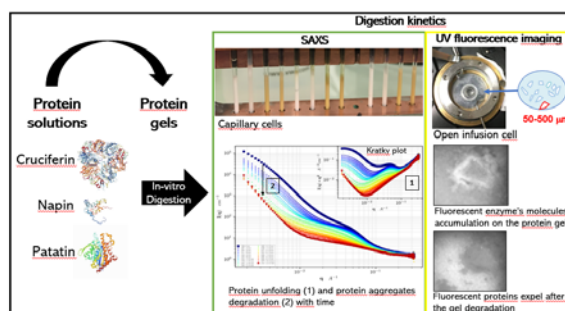 Digestion kinetics
Protein
solutions
Protein
gels
Cruciferin
Napin
Patatin
In-vitro
Digestion
SAXS
Capillary cells
Kratky plot
1
2
Protein unfolding (1) and protein aggregates
degradation (2) with time
UV fluorescence imaging
50-500 µm
Open infusion cell
Fluorescent enzyme's molecules
accumulation on the protein gel
Fluorescent proteins expel after
the gel degradation